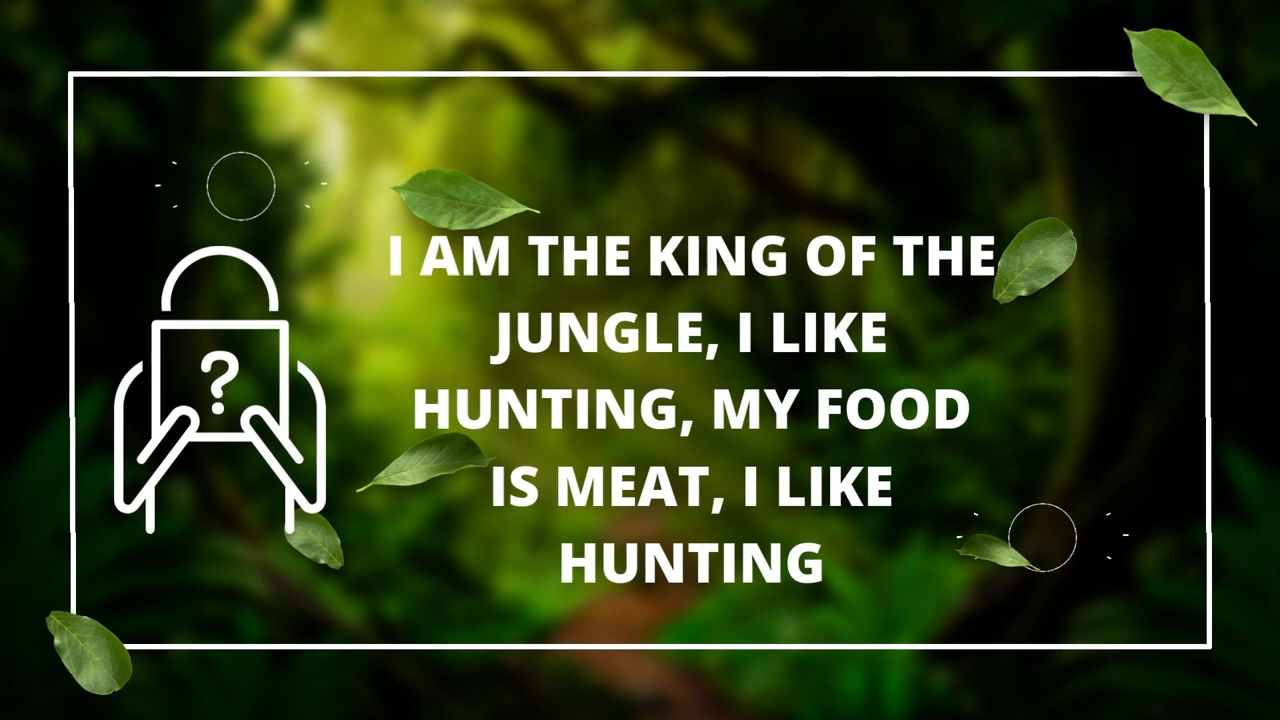 I AM THE KING OF THE
JUNGLE, I LIKE
HUNTING, MY FOOD
IS MEAT, I LIKE
HUNTING
?